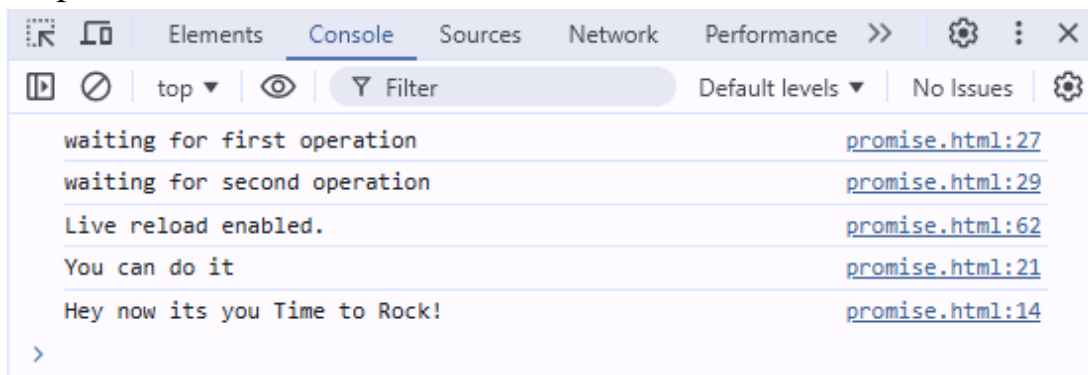 Elements Console Sources Network Performance
top Filter Default levels No Issues
waiting for first operation promise.html:27
waiting for second operation promise.html:29
Live reload enabled. promise.html:62
You can do it promise.html:21
Hey now its you Time to Rock! promise.html:14